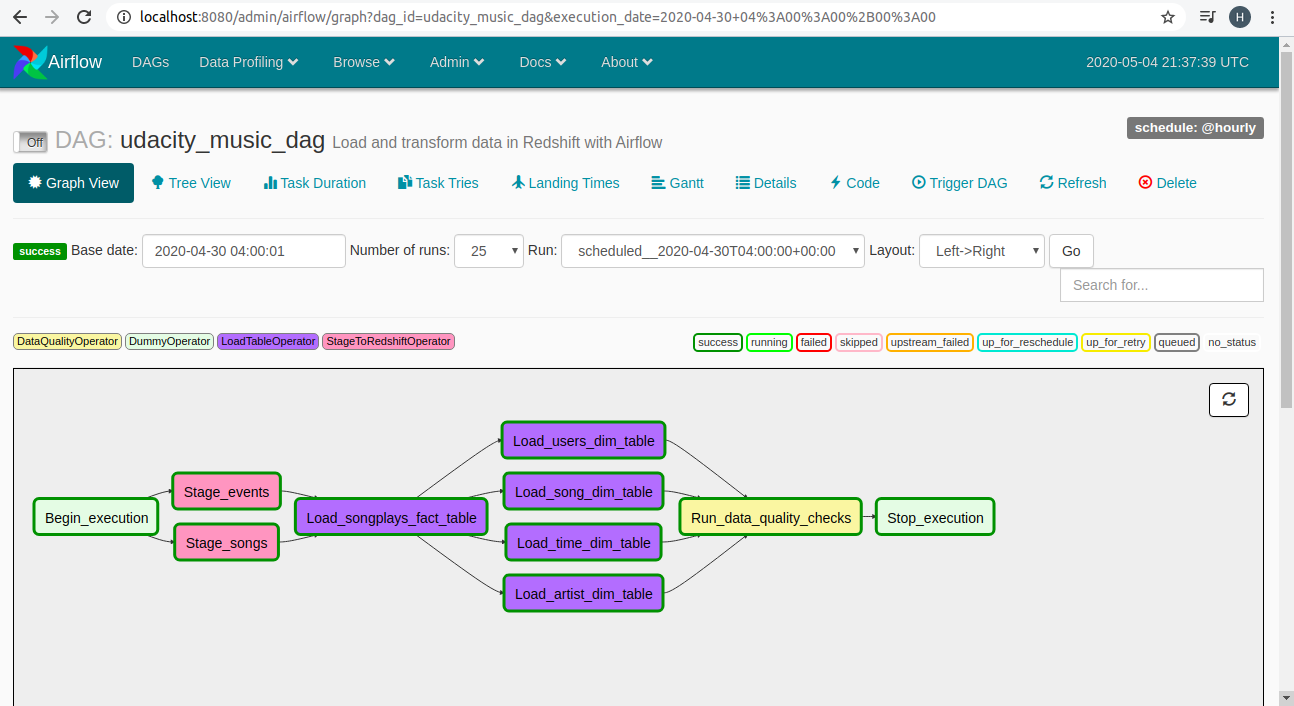 localhost:8080/admin/airflow/graph?dag_id=udacity_music_dag&execution_date=2020-04-30+04%3A00%3A00%2B00%3A00 H
Airflow DAGs Data Profiling Browse Admin Docs About 2020-05-04 21:37:39 UTC
schedule: @hourly
Off DAG: udacity_music_dag Load and transform data in Redshift with Airflow
Graph View Tree View Task Duration Task Tries Landing Times Gantt Details Code Trigger DAG Refresh Delete
success Base date: 2020-04-30 04:00:01 Number of runs: 25 Run: scheduled__2020-04-30T04:00:00+00:00 Layout: Left->Right Go
Search for...
DataQualityOperator DummyOperator LoadTableOperator StageToRedshiftOperator success running failed skipped upstream_failed up_for_reschedule up_for_retry queued no_status
Load_users_dim_table
Stage_events Load_song_dim_table
Begin_execution Load_songplays_fact_table Run_data_quality_checks Stop_execution
Stage_songs Load_time_dim_table
Load_artist_dim_table